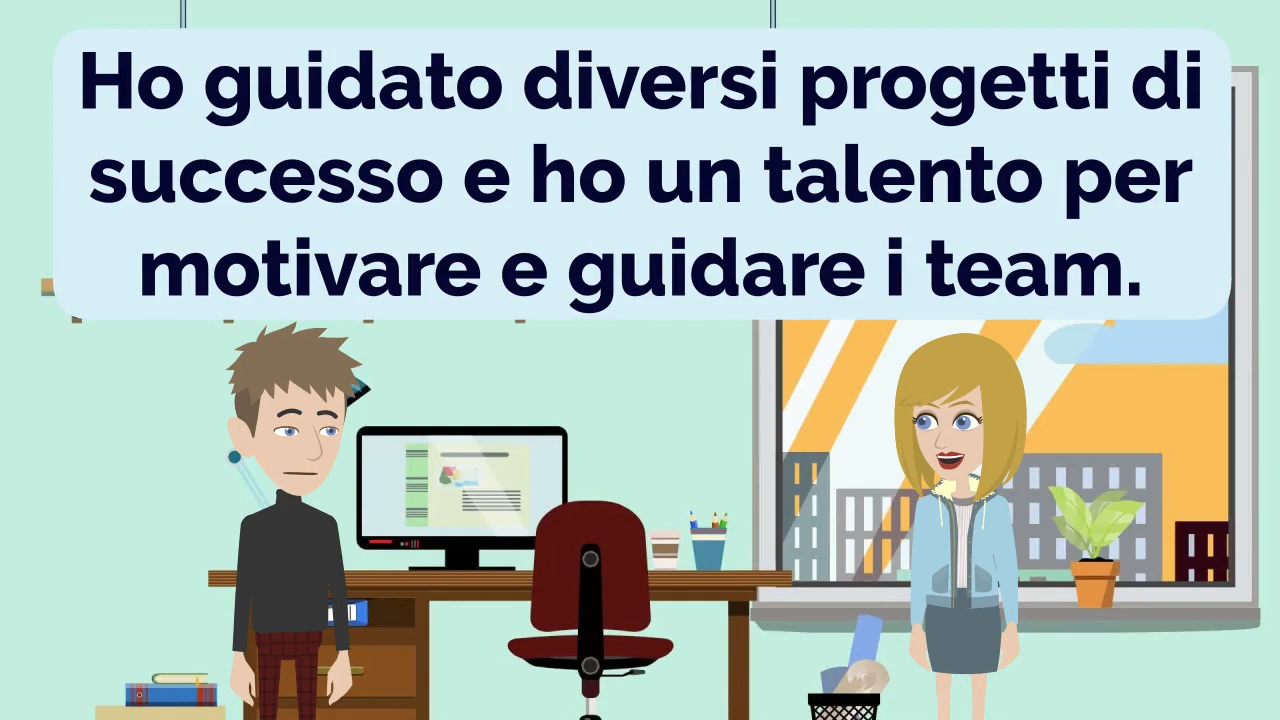 Ho guidato diversi progetti di
successo e ho un talento per
motivare e guidare i team.